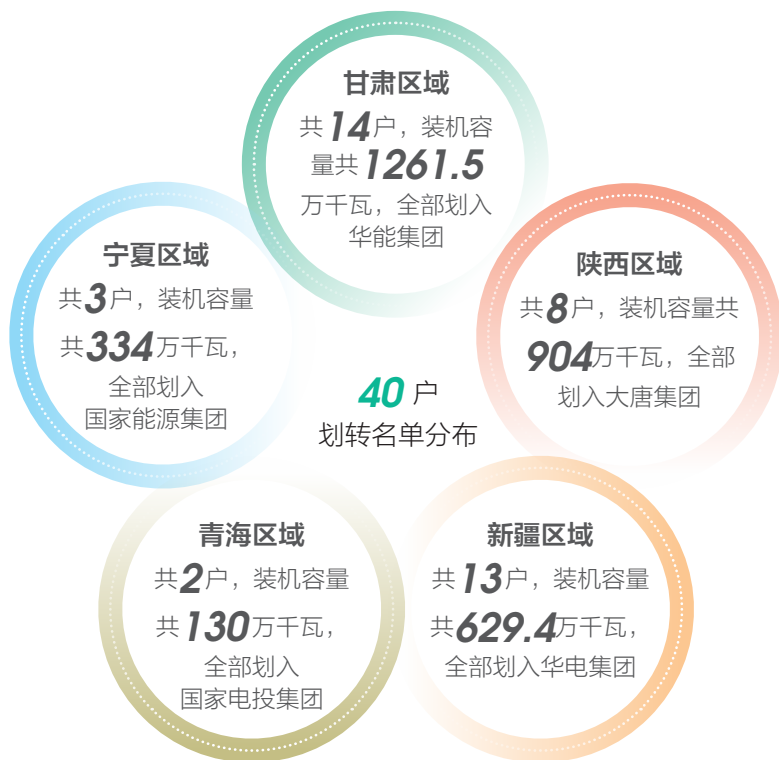 甘肃区域
共14户，装机容
量共1261.5
万千瓦，全部划入
华能集团
宁夏区域
共3户，装机容量
共334万千瓦，
全部划入
国家能源集团
陕西区域
共8户，装机容量共
904万千瓦，全部
划入大唐集团
40户
划转名单分布
青海区域
共2户，装机容量
共130万千瓦，
全部划入
国家电投集团
新疆区域
共13户，装机容量
共629.4万千瓦，
全部划入华电集团